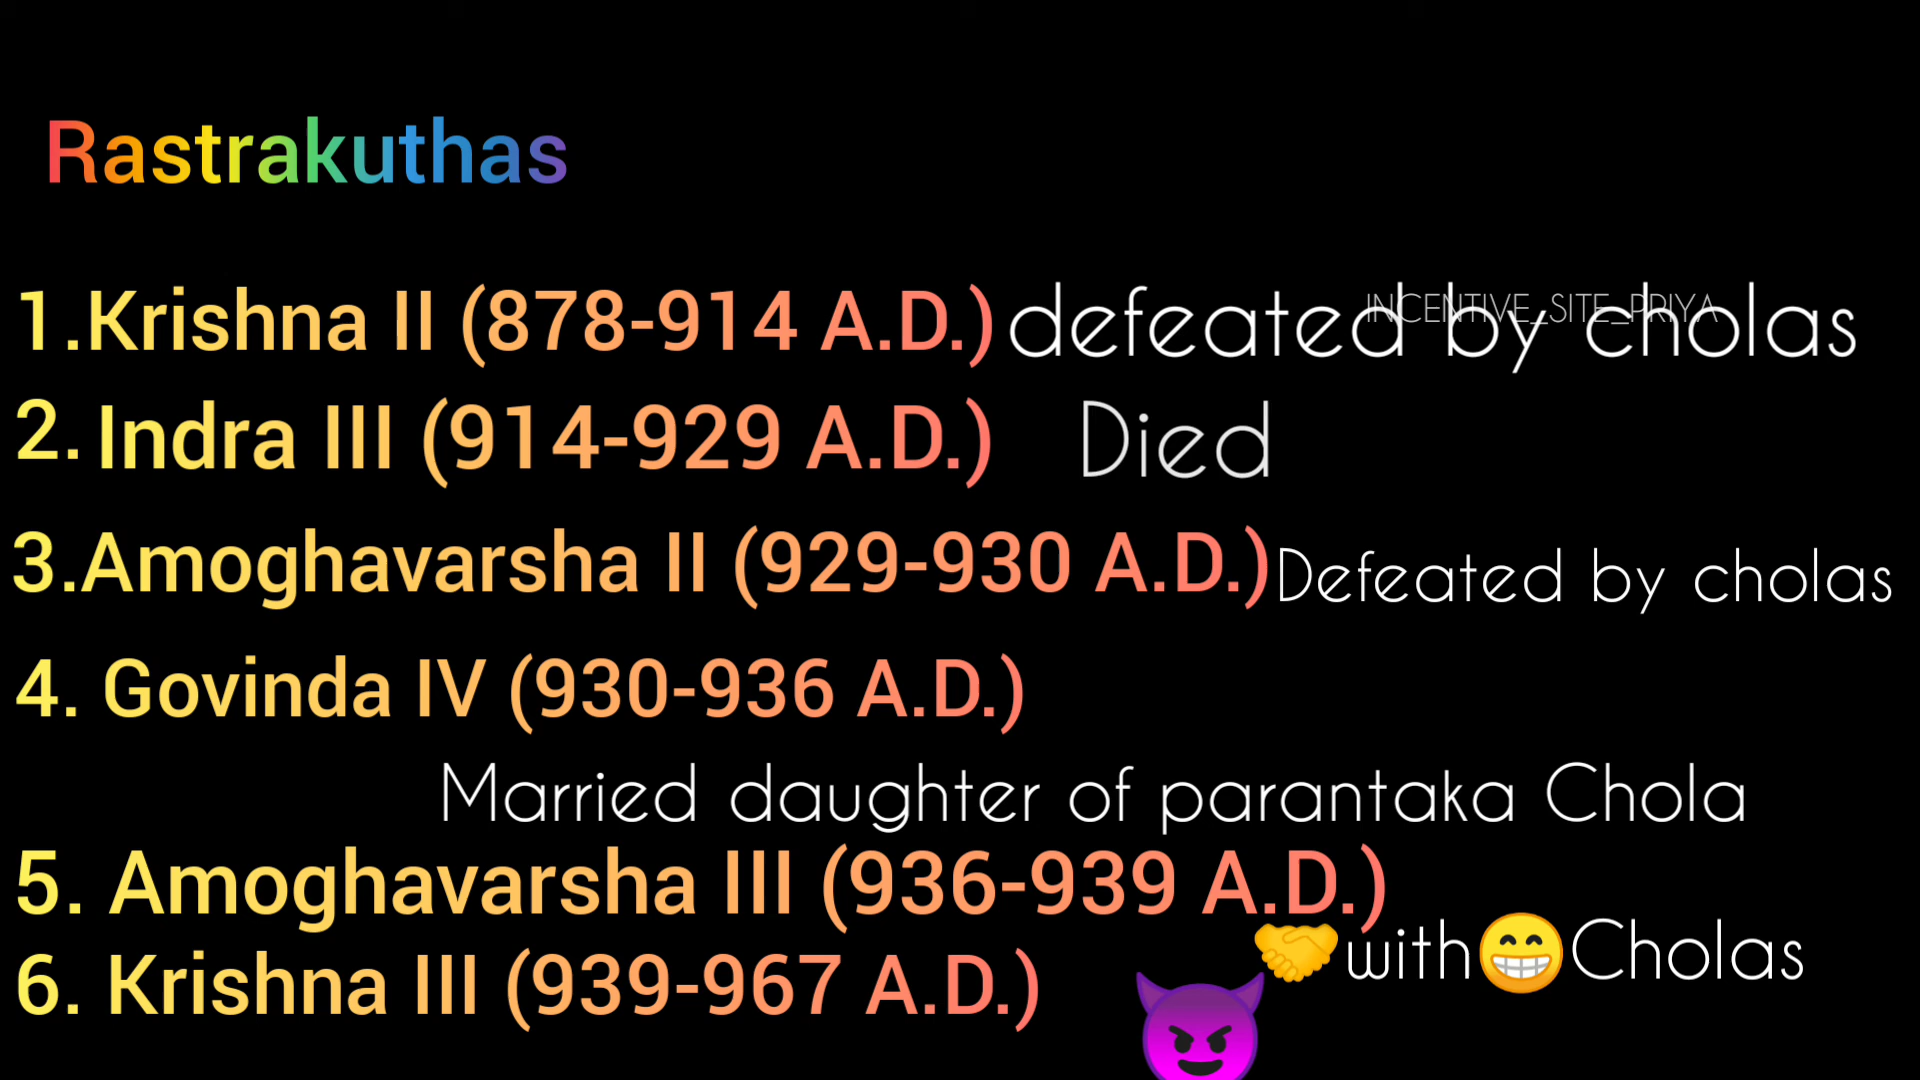 Rastrakuthas
1.Krishna II (878-914 A.D.) defeated by cholas
INCENTIVE_SITE_PRIYA
2. Indra III (914-929 A.D.) Died
3.Amoghavarsha II (929-930 A.D.) Defeated by cholas
4. Govinda IV (930-936 A.D.)
Married daughter of parantaka Chola
5. Amoghavarsha III (936-939 A.D.)
🤝with😁Cholas
6. Krishna III (939-967 A.D.) 😈